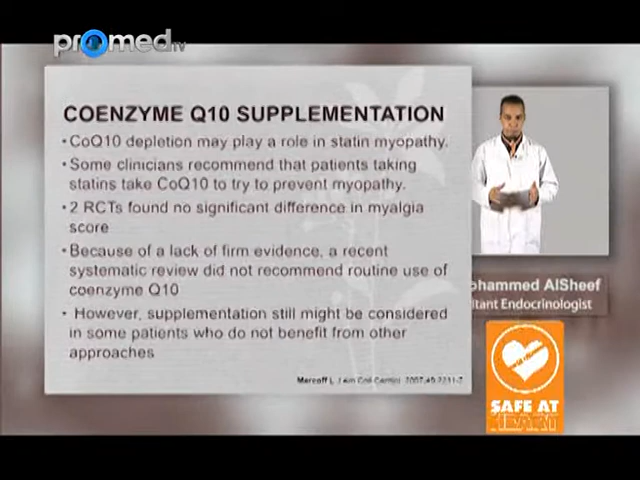 promed TV
COENZYME Q10 SUPPLEMENTATION
•CoQ10 depletion may play a role in statin myopathy.
•Some clinicians recommend that patients taking
statins take CoQ10 to try to prevent myopathy.
•2 RCTs found no significant difference in myalgia
score
•Because of a lack of firm evidence, a recent
systematic review did not recommend routine use of
coenzyme Q10
• However, supplementation still might be considered
in some patients who do not benefit from other
approaches
Marcoff L,
ohammed AlSheef
ltant Endocrinologist
SAFE AT